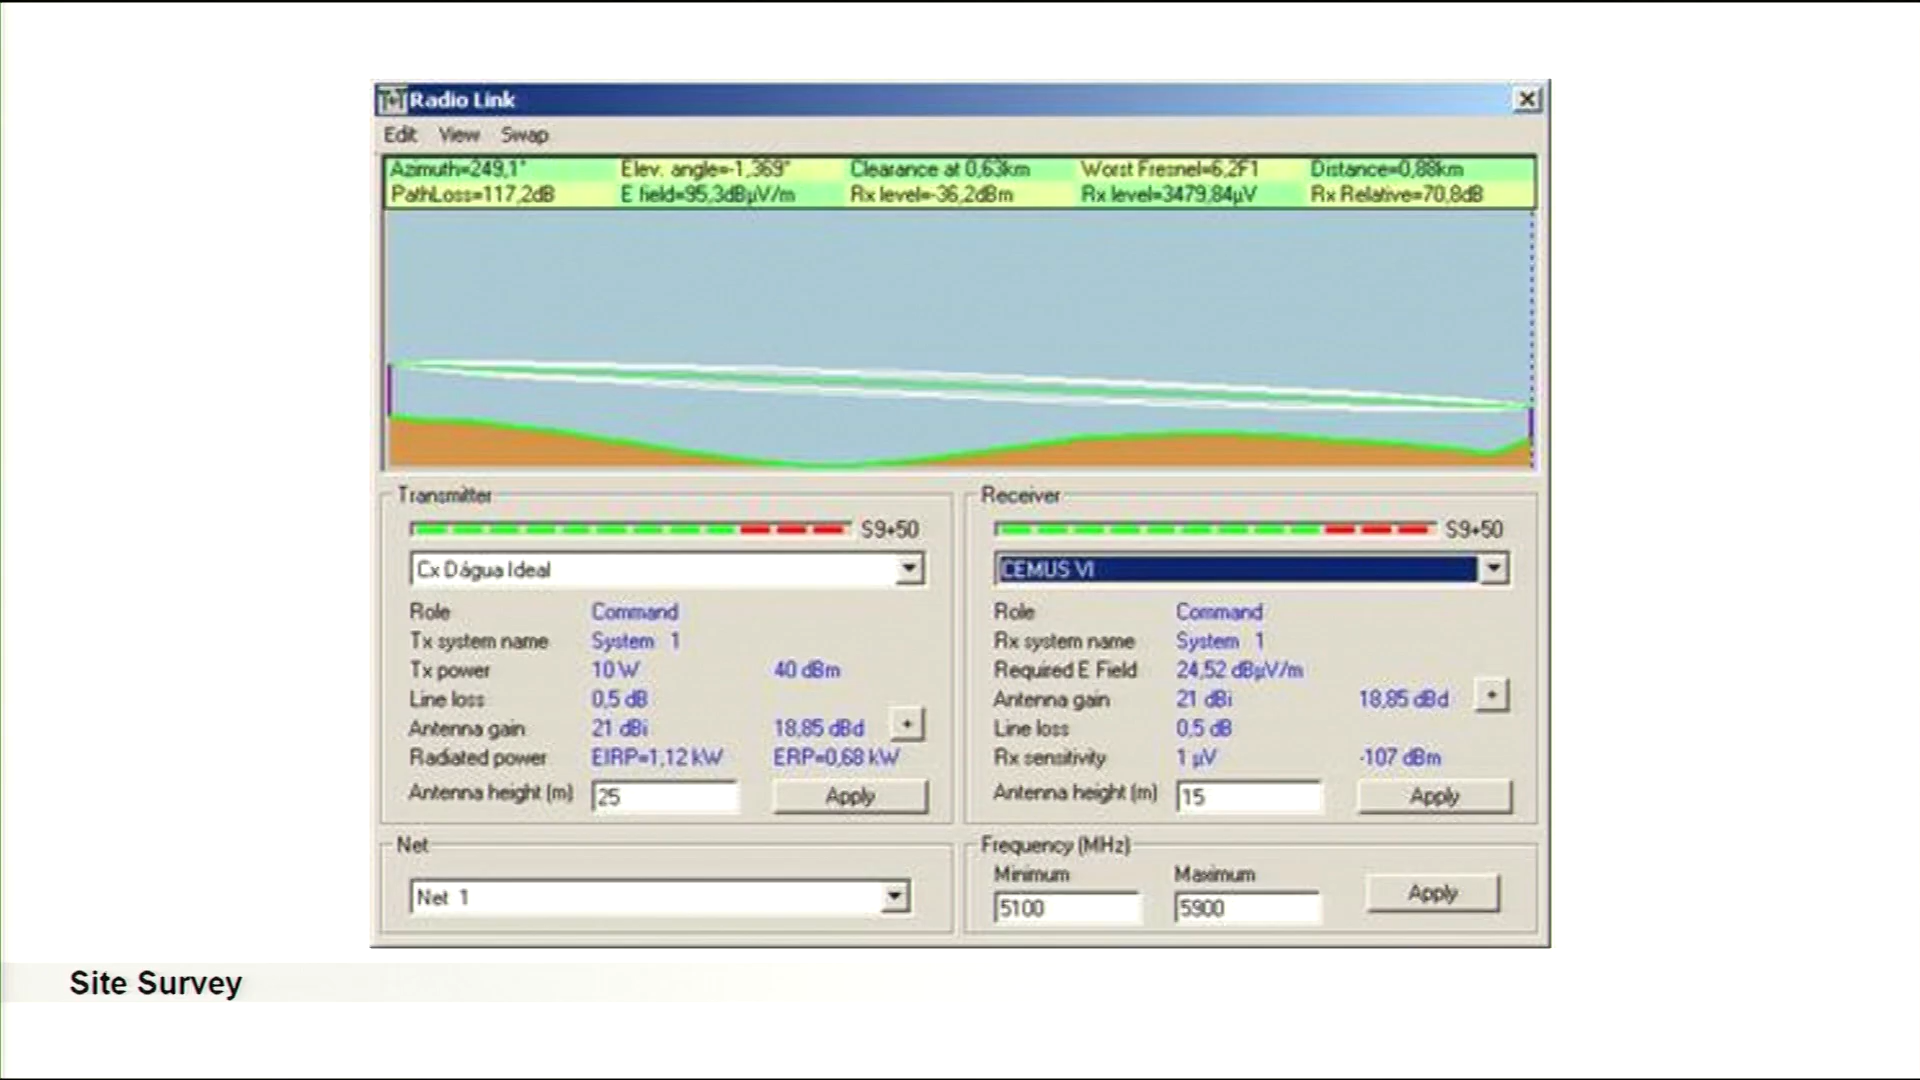 Radio Link
Edit View Swap
Azimuth=249,1° Elev. angle=-1,369° Clearance at 0,63km Worst Fresnel=6,2F1 Distance=0,88km
PathLoss=117,2dB E field=95,3dBµV/m Rx level=-36,2dBm Rx level=3479,84µV Rx Relative=70,8dB
Transmitter
S9+50
Cx Dágua Ideal
Role Command
Tx system name System 1
Tx power 10 W 40 dBm
Line loss 0,5 dB
Antenna gain 21 dBi 18,85 dBd +
Radiated power EIRP=1,12 kW ERP=0,68 kW
Antenna height (m) 25 Apply
Receiver
S9+50
CEMUS VI
Role Command
Rx system name System 1
Required E Field 24,52 dBµV/m
Antenna gain 21 dBi 18,85 dBd +
Line loss 0,5 dB
Rx sensitivity 1 µV -107 dBm
Antenna height (m) 15 Apply
Net
Net 1
Frequency (MHz)
Minimum Maximum
5100 5900 Apply
Site Survey